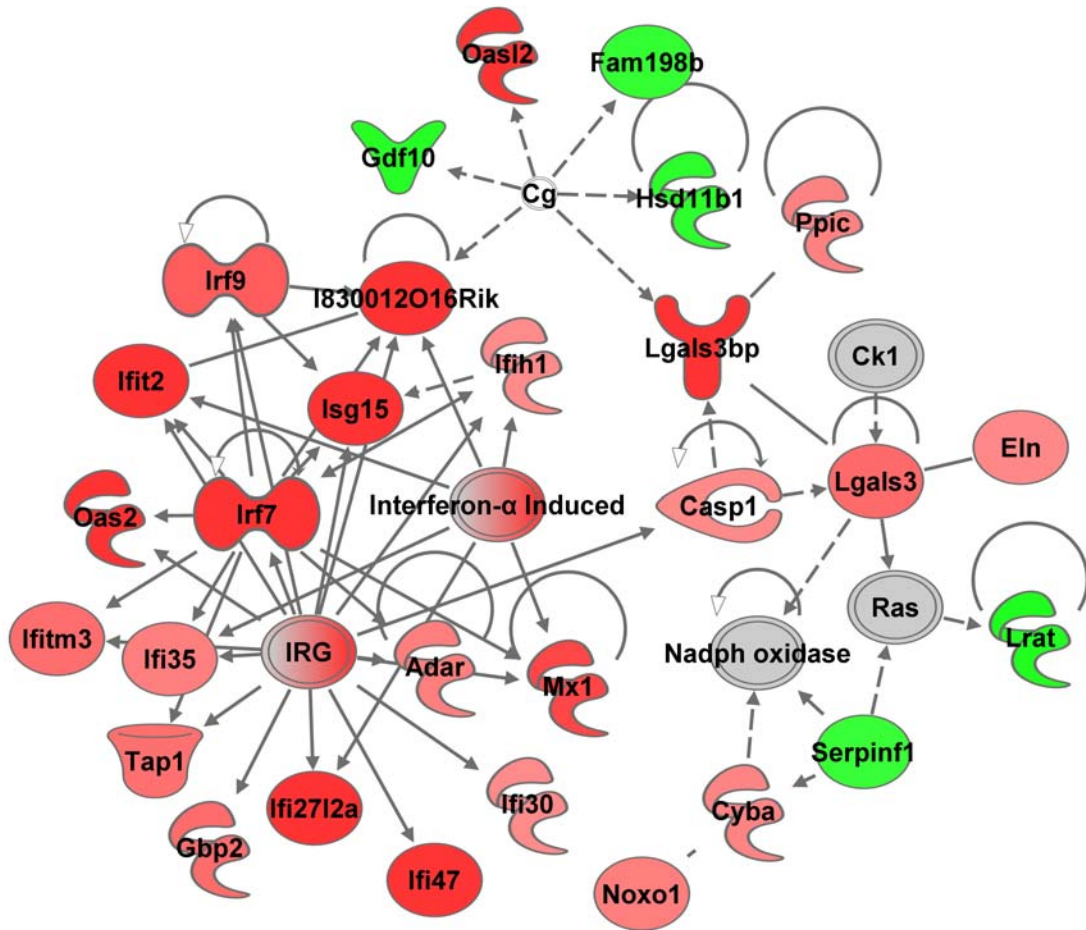 Oasl2
Fam198b
Gdf10
Cg
Hsd11b1
Ppic
Irf9
I830012O16Rik
Lgals3bp
Ck1
Ifit2
Ifih1
Isg15
Eln
Oas2
Irf7
Interferon-α Induced
Casp1
Lgals3
Ras
Ifitm3
Ifi35
IRG
Adar
Mx1
Nadph oxidase
Lrat
Tap1
Serpinf1
Gbp2
Ifi27l2a
Ifi30
Cyba
Ifi47
Noxo1